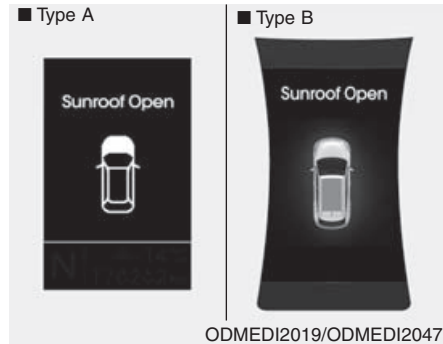 ■ Type A
■ Type B
Sunroof Open
Sunroof Open
N
ODMEDI2019/ODMEDI2047